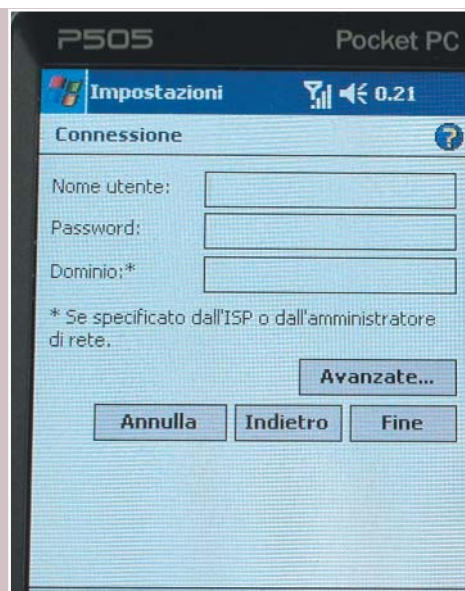 P505 Pocket PC
Impostazioni 0.21
Connessione ?
Nome utente:
Password:
Dominio:*
* Se specificato dall'ISP o dall'amministratore
di rete.
Avanzate...
Annulla Indietro Fine